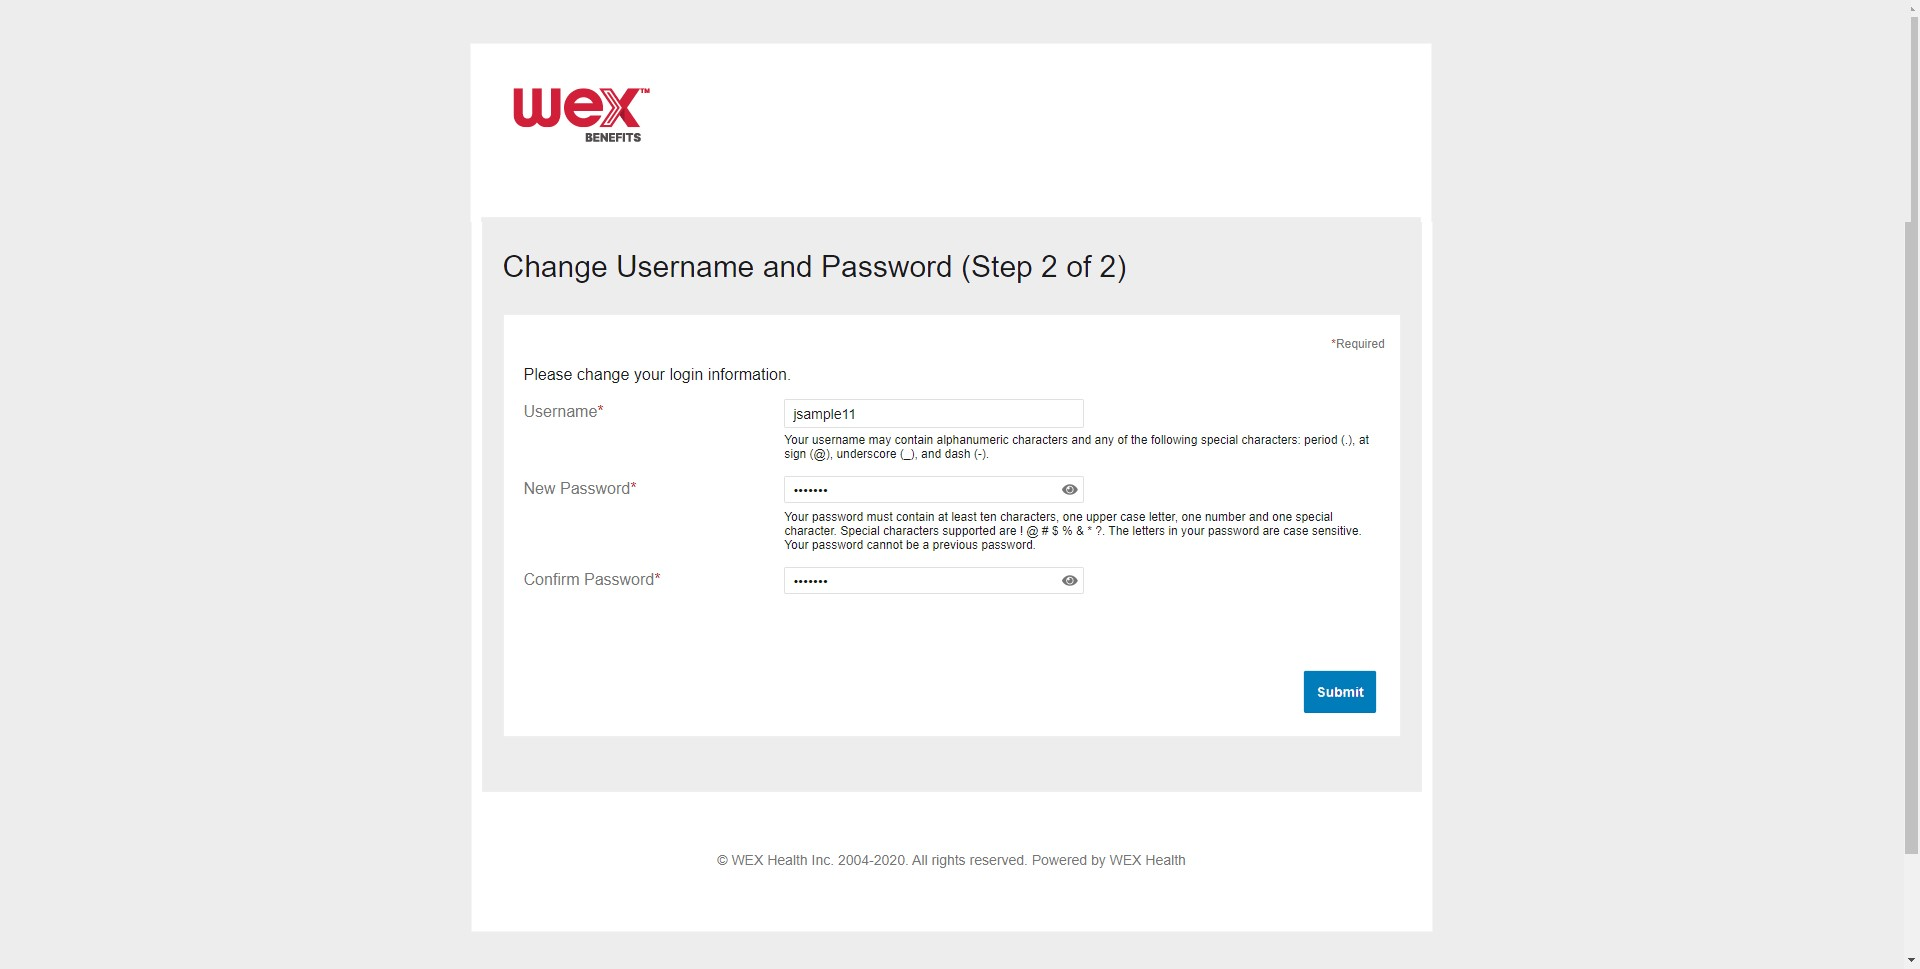 wex™
BENEFITS
Change Username and Password (Step 2 of 2)
*Required
Please change your login information.
Username*
jsample11
Your username may contain alphanumeric characters and any of the following special characters: period (.), at
sign (@), underscore (_), and dash (-).
New Password*
•••••••
Your password must contain at least ten characters, one upper case letter, one number and one special
character. Special characters supported are ! @ # $ % & * ?. The letters in your password are case sensitive.
Your password cannot be a previous password.
Confirm Password*
•••••••
Submit
© WEX Health Inc. 2004-2020. All rights reserved. Powered by WEX Health